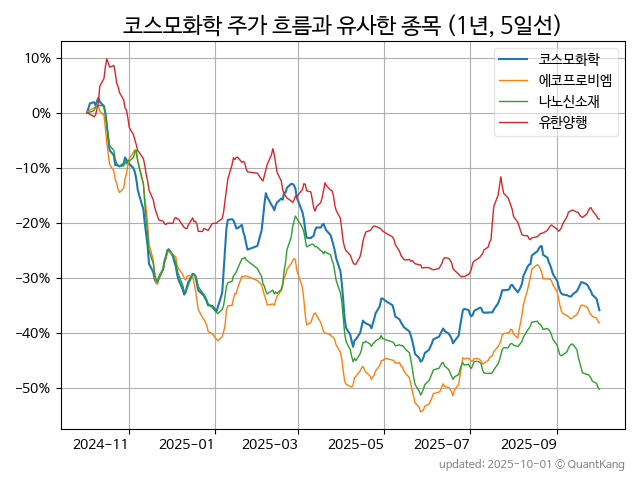 코스모화학 주가 흐름과 유사한 종목 (1년, 5일선)
코스모화학
에코프로비엠
나노신소재
유한양행
10%
0%
−10%
−20%
−30%
−40%
−50%
2024-11 2025-01 2025-03 2025-05 2025-07 2025-09
updated: 2025-10-01 © QuantKang